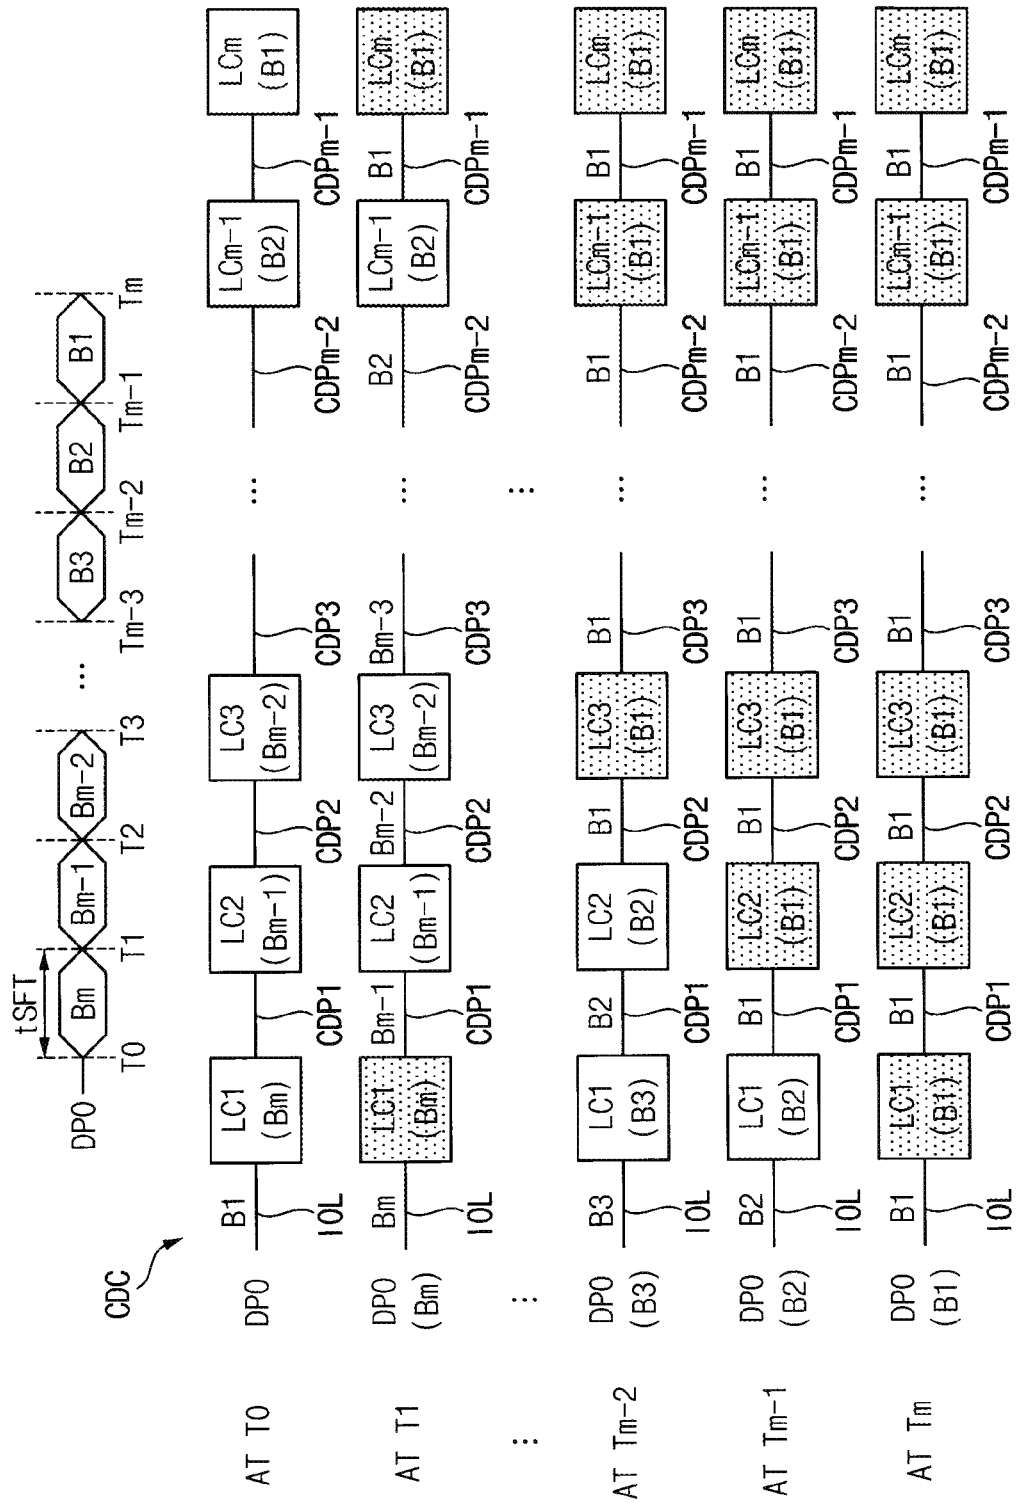 tSFT
DPO Bm Bm-1 Bm-2 ... B3 B2 B1
T0 T1 T2 T3 Tm-3 Tm-2 Tm-1 Tm
CDC
AT T0 DPO B1 LC1 LC2 LC3 ... LCm-1 LCm
(Bm) (Bm-1) (Bm-2) (B2) (B1)
IOL CDP1 CDP2 CDP3 CDPm-2 CDPm-1
AT T1 DPO Bm LC1 Bm-1 LC2 Bm-2 LC3 Bm-3 ... B2 LCm-1 B1 LCm
(Bm) (Bm) (Bm-1) (Bm-2) (B2) (B1)
IOL CDP1 CDP2 CDP3 CDPm-2 CDPm-1
... ... ...
AT Tm-2 DPO B3 LC1 B2 LC2 B1 LC3 B1 ... B1 LCm-1 B1 LCm
(B3) (B3) (B2) (B1) (B1) (B1)
IOL CDP1 CDP2 CDP3 CDPm-2 CDPm-1
AT Tm-1 DPO B2 LC1 B1 LC2 B1 LC3 B1 ... B1 LCm-1 B1 LCm
(B2) (B2) (B1) (B1) (B1) (B1)
IOL CDP1 CDP2 CDP3 CDPm-2 CDPm-1
AT Tm DPO B1 LC1 B1 LC2 B1 LC3 B1 ... B1 LCm-1 B1 LCm
(B1) (B1) (B1) (B1) (B1) (B1)
IOL CDP1 CDP2 CDP3 CDPm-2 CDPm-1